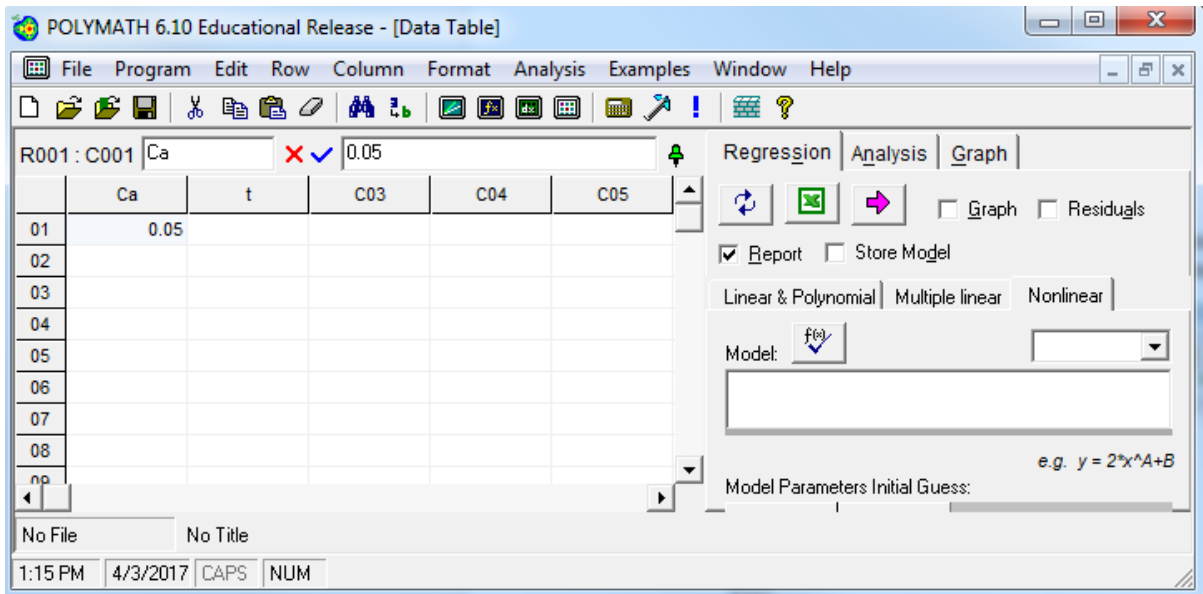 POLYMATH 6.10 Educational Release - [Data Table]
File Program Edit Row Column Format Analysis Examples Window Help
R001 : C001 Ca 0.05
Regression Analysis Graph
Ca t C03 C04 C05
Graph Residuals
01 0.05
Report Store Model
02
03
Linear & Polynomial Multiple linear Nonlinear
04
05
Model: f(x)
06
07
08
e.g. y = 2*x^A+B
09
Model Parameters Initial Guess:
No File No Title
1:15 PM 4/3/2017 CAPS NUM